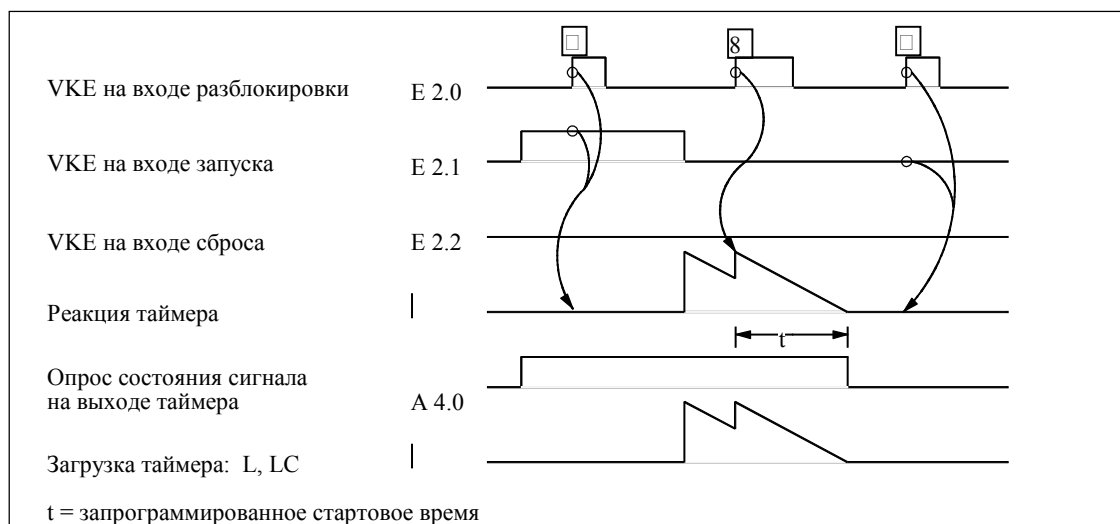 8
VKE на входе разблокировки E 2.0
VKE на входе запуска E 2.1
VKE на входе сброса E 2.2
Реакция таймера
t
Опрос состояния сигнала
на выходе таймера A 4.0
Загрузка таймера: L, LC
t = запрограммированное стартовое время